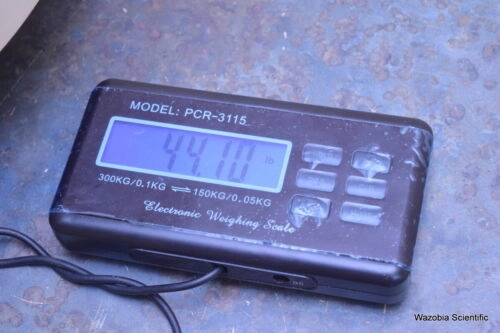 MODEL: PCR-3115
44.10 lb
300KG/0.1KG ⇌ 150KG/0.05KG
Electronic Weighing Scale
Wazobia Scientific